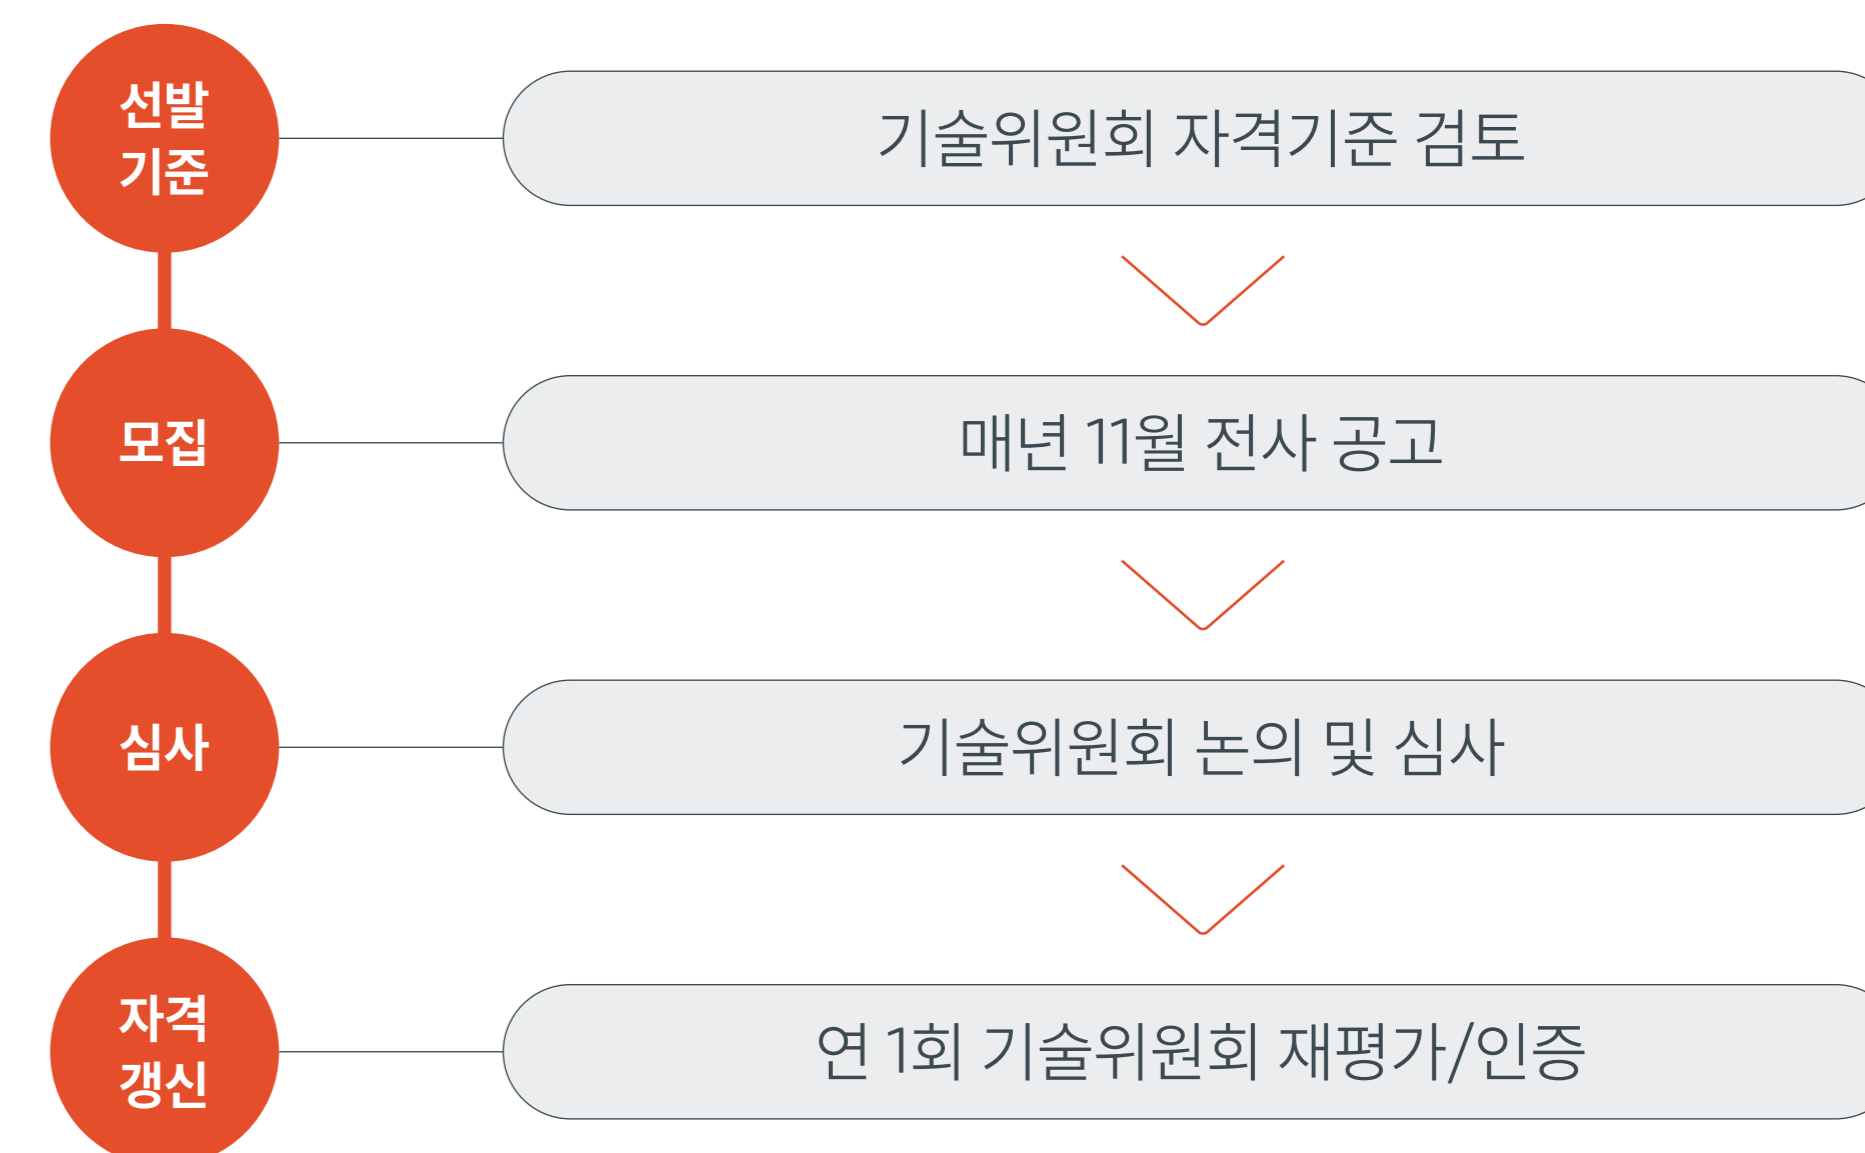 선발
기준
기술위원회 자격기준 검토
모집
매년 11월 전사 공고
심사
기술위원회 논의 및 심사
자격
갱신
연 1회 기술위원회 재평가/인증